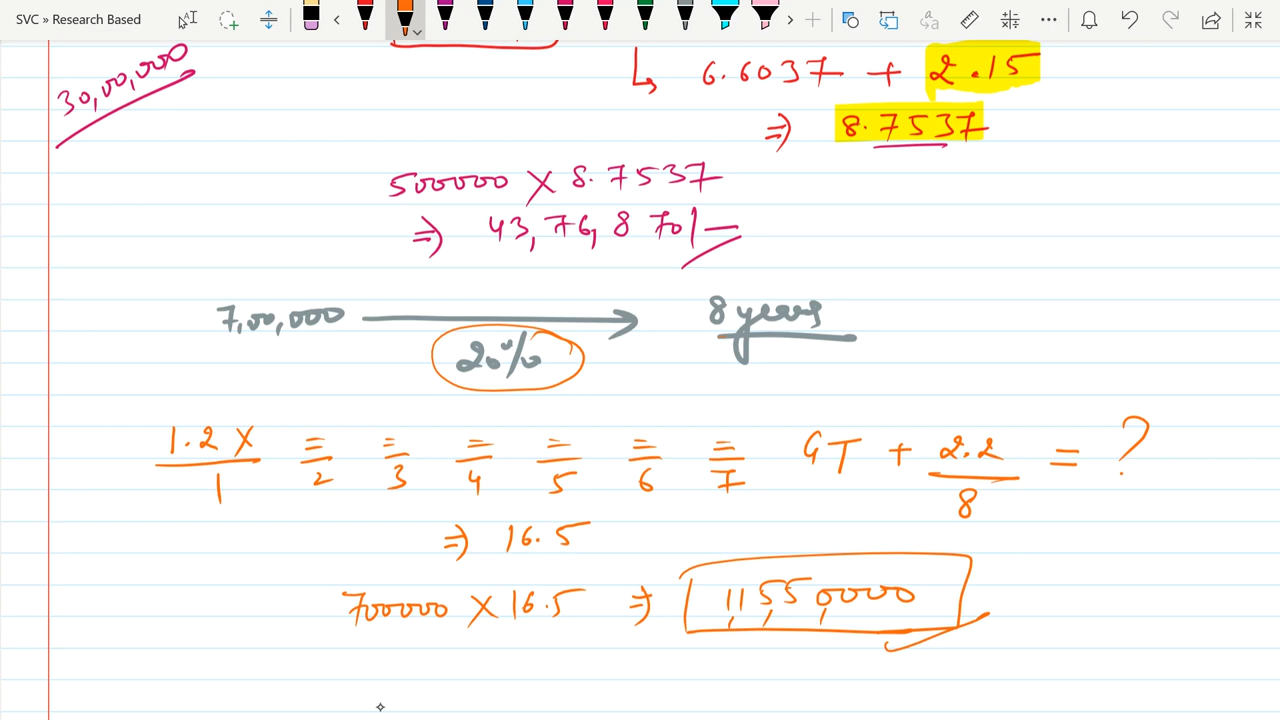 SVC » Research Based
30,00,000
↳ 6.6037 + 2.15
⇒ 8.7537
500000 × 8.7537
⇒ 43,76,870/-
7,00,000 → 8 years
20%
1.2 × / 1 = / 2 = / 3 = / 4 = / 5 = / 6 = / 7 GT + 2.2 / 8 = ?
⇒ 16.5
700000 × 16.5 ⇒ 11,55,0,0000